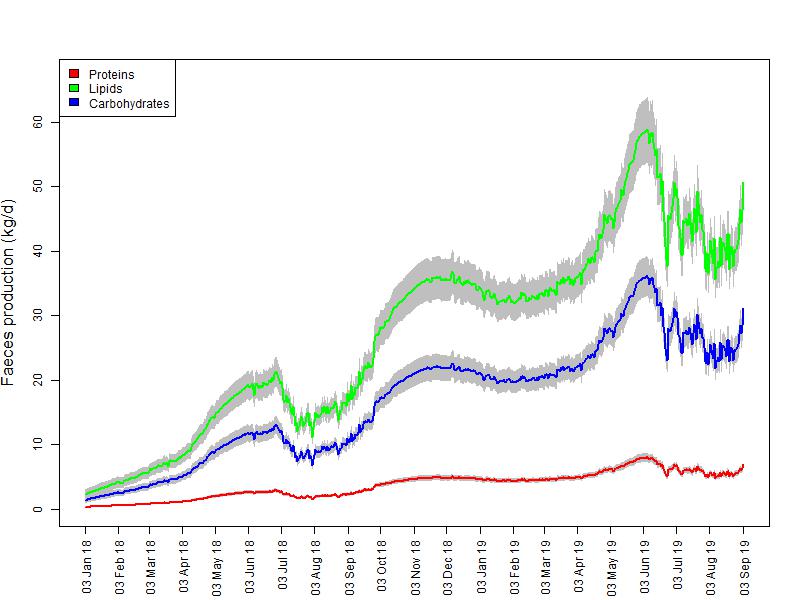 Proteins
Lipids
Carbohydrates
Faeces production (kg/d)
60
50
40
30
20
10
0
03 Jan 18
03 Feb 18
03 Mar 18
03 Apr 18
03 May 18
03 Jun 18
03 Jul 18
03 Aug 18
03 Sep 18
03 Oct 18
03 Nov 18
03 Dec 18
03 Jan 19
03 Feb 19
03 Mar 19
03 Apr 19
03 May 19
03 Jun 19
03 Jul 19
03 Aug 19
03 Sep 19